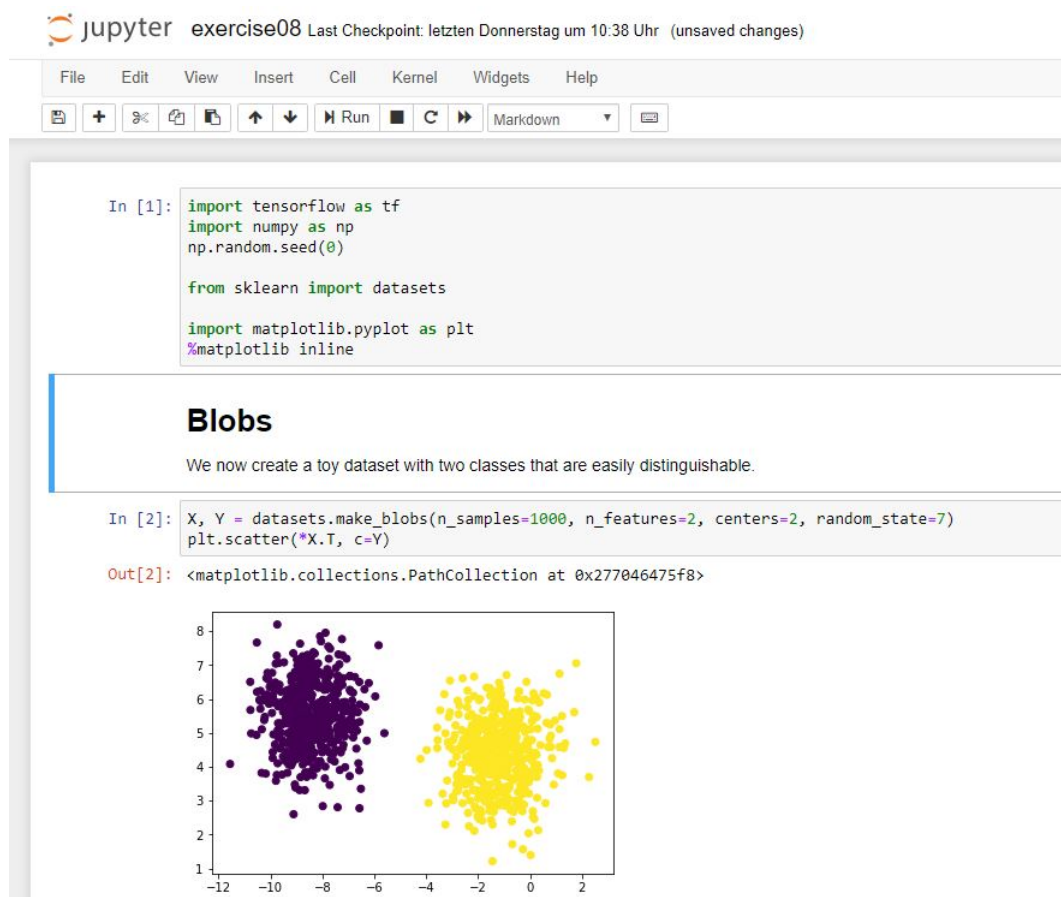 jupyter exercise08 Last Checkpoint: letzten Donnerstag um 10:38 Uhr (unsaved changes)
File Edit View Insert Cell Kernel Widgets Help
Run Markdown
In [1]: import tensorflow as tf
import numpy as np
np.random.seed(0)
from sklearn import datasets
import matplotlib.pyplot as plt
%matplotlib inline
Blobs
We now create a toy dataset with two classes that are easily distinguishable.
In [2]: X, Y = datasets.make_blobs(n_samples=1000, n_features=2, centers=2, random_state=7)
plt.scatter(*X.T, c=Y)
Out[2]: <matplotlib.collections.PathCollection at 0x277046475f8>
8
7
6
5
4
3
2
1
−12 −10 −8 −6 −4 −2 0 2